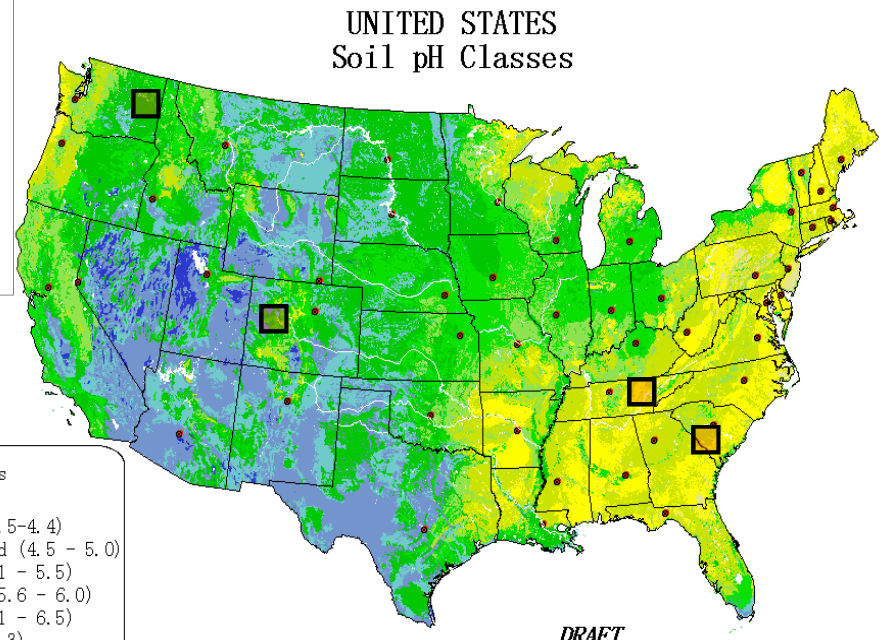 UNITED STATES
Soil pH Classes
s
5-4.4)
d (4.5 - 5.0)
1 - 5.5)
5.6 - 6.0)
1 - 6.5)
3)
DRAFT